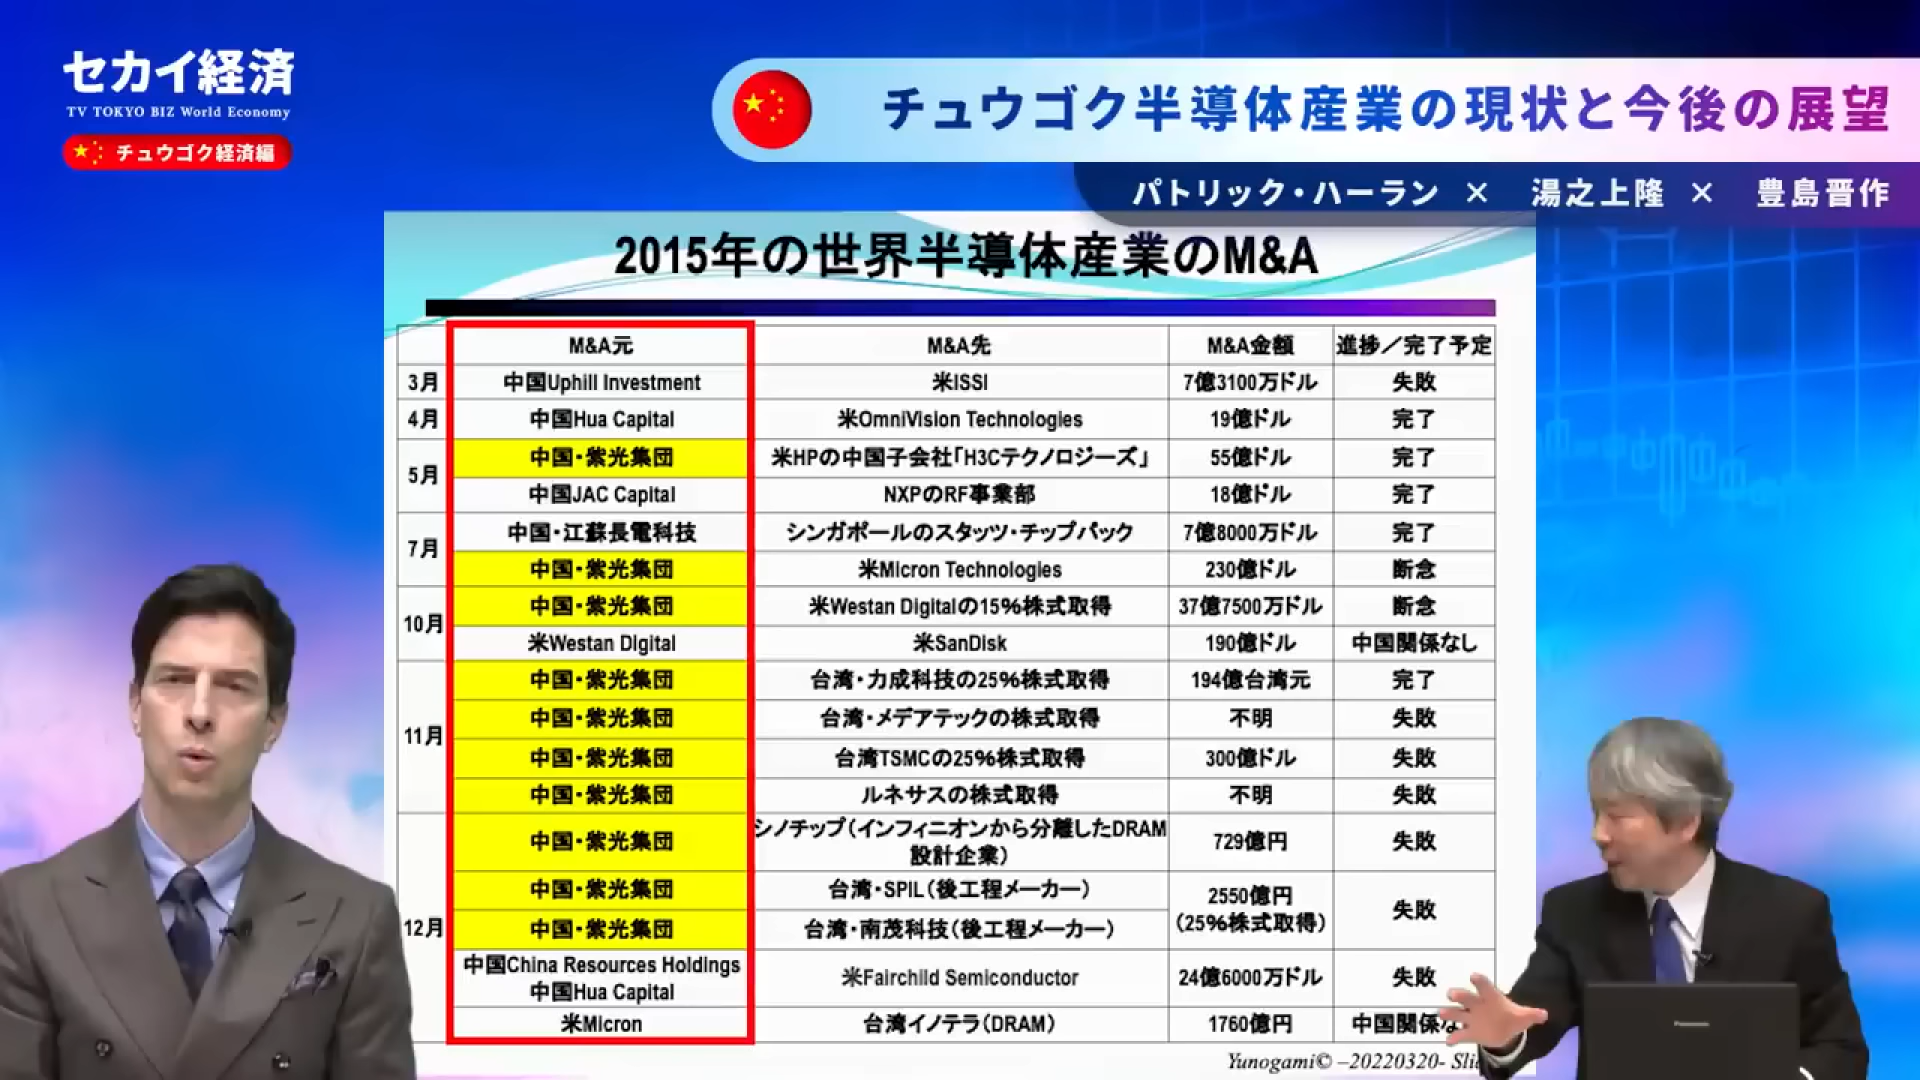 セカイ経済
TV TOKYO BIZ World Economy
チュウゴク経済編
チュウゴク半導体産業の現状と今後の展望
パトリック・ハーラン × 湯之上隆 × 豊島晋作
2015年の世界半導体産業のM&A
M&A元 M&A先 M&A金額 進捗／完了予定
3月 中国Uphill Investment 米ISSI 7億3100万ドル 失敗
4月 中国Hua Capital 米OmniVision Technologies 19億ドル 完了
5月 中国・紫光集団 米HPの中国子会社「H3Cテクノロジーズ」 55億ドル 完了
中国JAC Capital NXPのRF事業部 18億ドル 完了
7月 中国・江蘇長電科技 シンガポールのスタッツ・チップパック 7億8000万ドル 完了
中国・紫光集団 米Micron Technologies 230億ドル 断念
10月 中国・紫光集団 米Westan Digitalの15%株式取得 37億7500万ドル 断念
米Westan DIgital 米SanDisk 190億ドル 中国関係なし
11月 中国・紫光集団 台湾・力成科技の25%株式取得 194億台湾元 完了
中国・紫光集団 台湾・メデアテックの株式取得 不明 失敗
中国・紫光集団 台湾TSMCの25%株式取得 300億ドル 失敗
中国・紫光集団 ルネサスの株式取得 不明 失敗
12月 中国・紫光集団 シノチップ（インフィニオンから分離したDRAM
設計企業） 729億円 失敗
中国・紫光集団 台湾・SPIL（後工程メーカー） 2550億円
（25%株式取得） 失敗
中国・紫光集団 台湾・南茂科技（後工程メーカー）
中国China Resources Holdings
中国Hua Capital 米Fairchild Semiconductor 24億6000万ドル 失敗
米Micron 台湾イノテラ（DRAM） 1760億円 中国関係な
Yunogami© –20220320- Sli
Panasonic